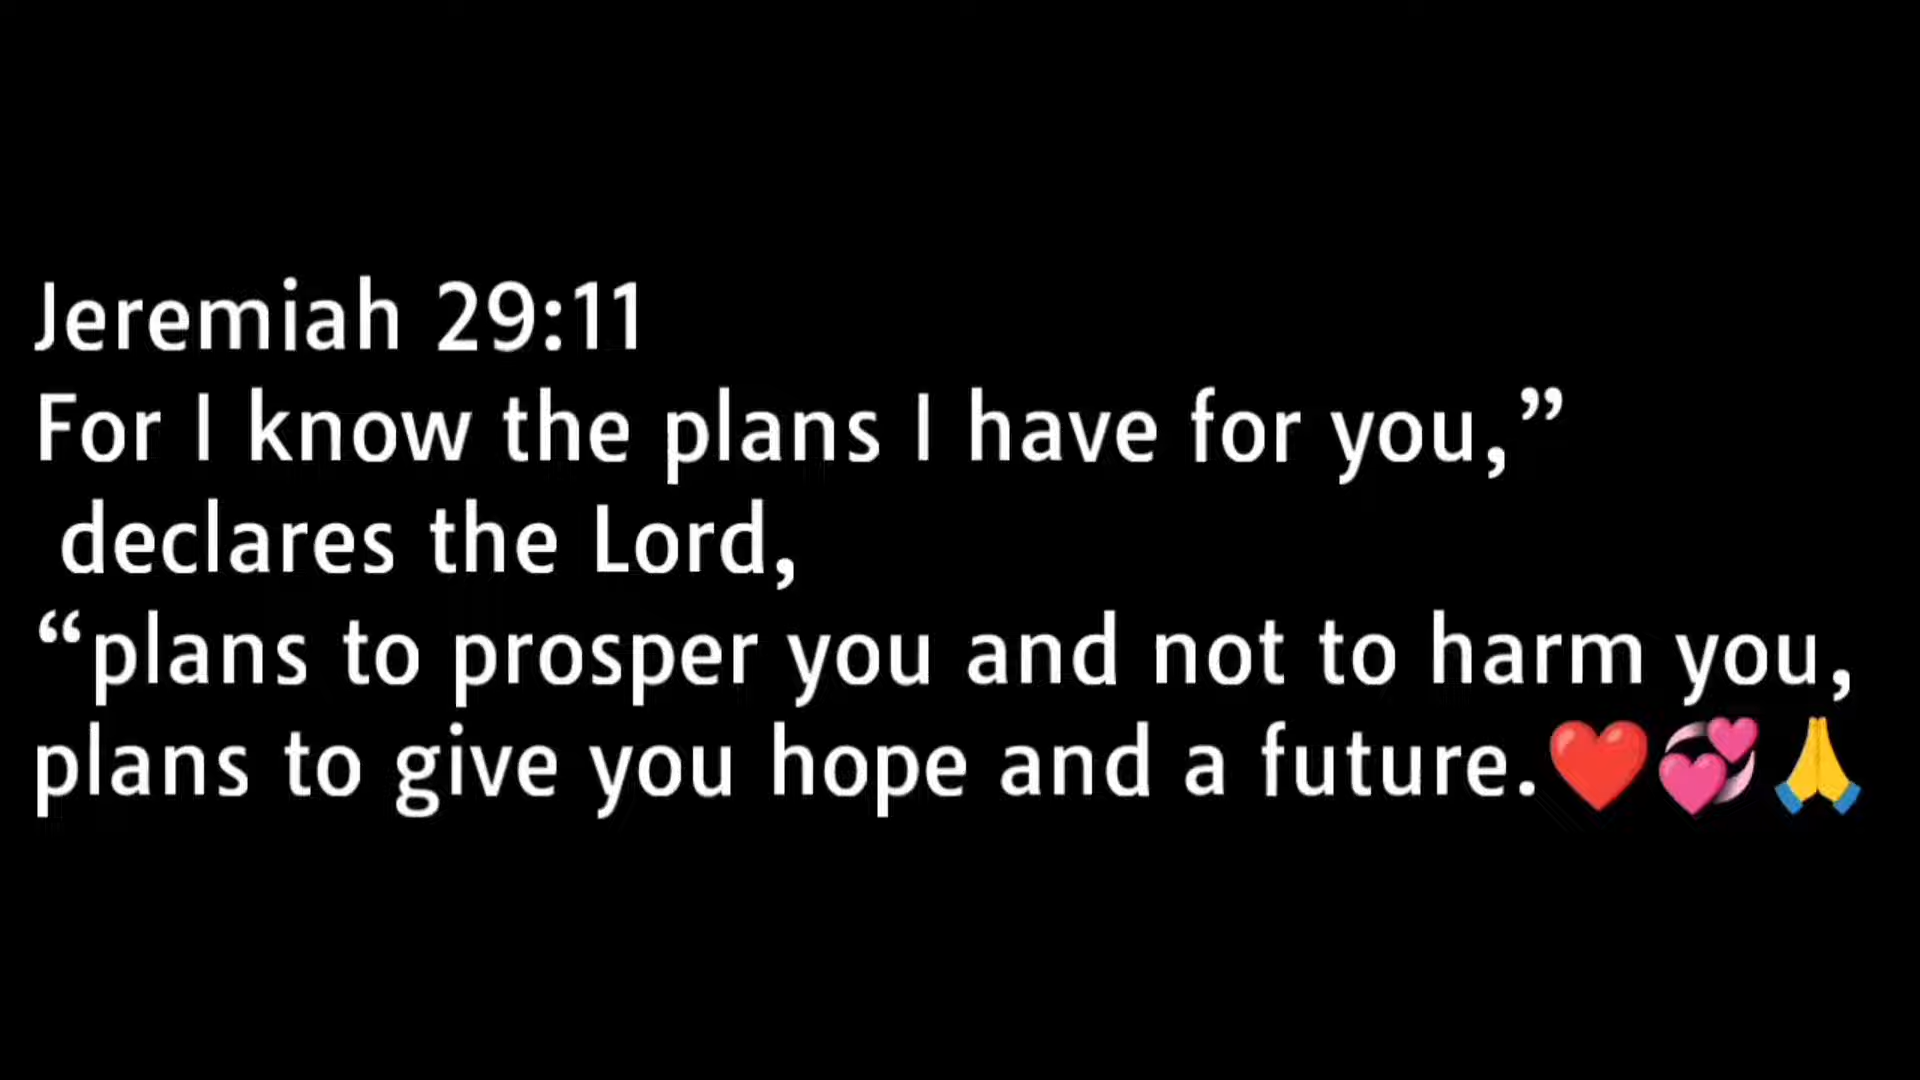 Jeremiah 29:11
For I know the plans I have for you,”
declares the Lord,
“plans to prosper you and not to harm you,
plans to give you hope and a future.❤️💞🙏